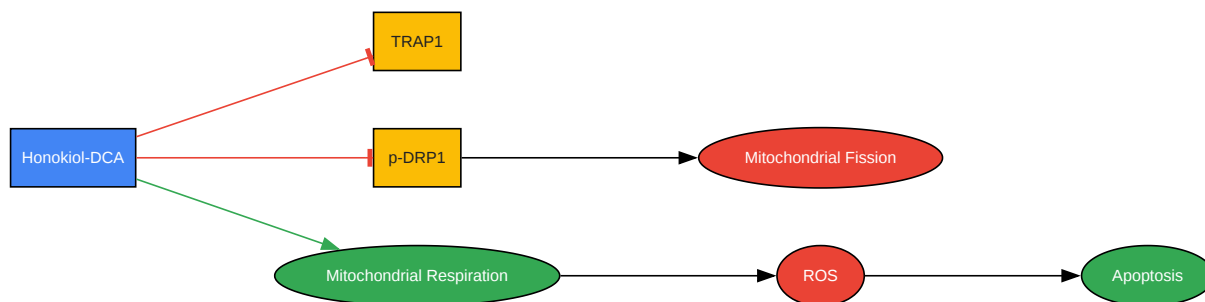 TRAP1
Honokiol-DCA
p-DRP1
Mitochondrial Fission
Mitochondrial Respiration
ROS
Apoptosis